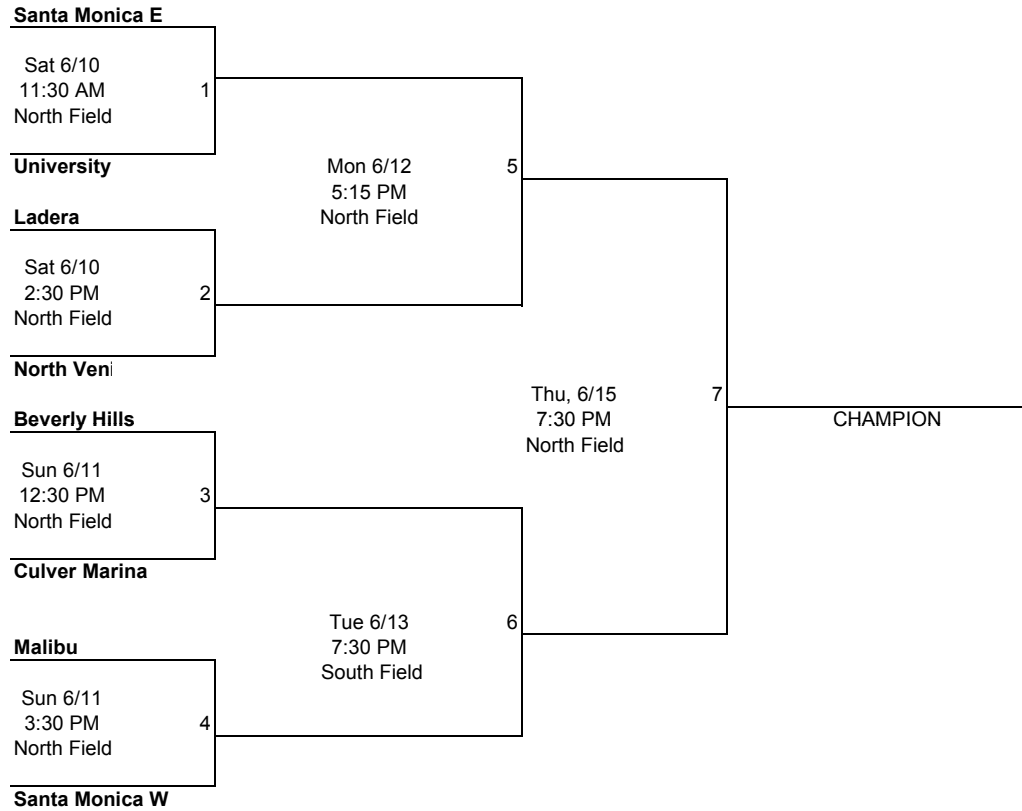 Santa Monica E
Sat 6/10
11:30 AM
1
North Field
University
Mon 6/12
5
5:15 PM
North Field
Ladera
Sat 6/10
2:30 PM
2
North Field
North Veni
Thu, 6/15
7
7:30 PM
North Field
CHAMPION
Beverly Hills
Sun 6/11
12:30 PM
3
North Field
Culver Marina
Tue 6/13
6
7:30 PM
South Field
Malibu
Sun 6/11
3:30 PM
4
North Field
Santa Monica W